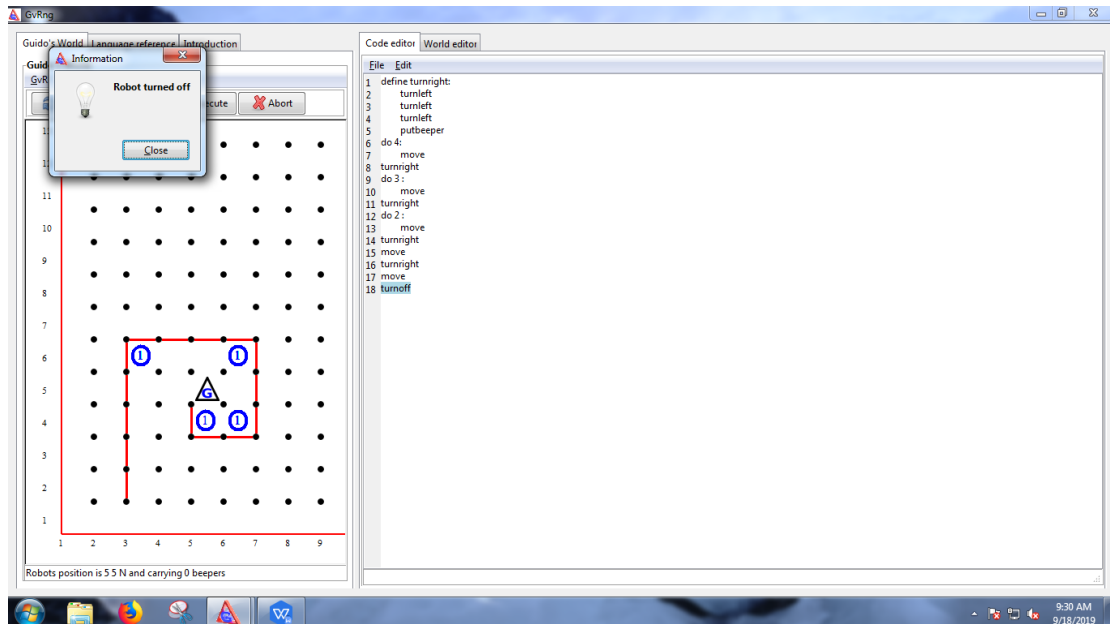 GvRng
Guido's World Language reference Introduction
Information
Robot turned off
Close
Abort
11
10
9
8
7
6
5
4
3
2
1
1 2 3 4 5 6 7 8 9
1 1
G
1 1
Robots position is 5 5 N and carrying 0 beepers
Code editor World editor
File Edit
1 define turnright:
2 turnleft
3 turnleft
4 turnleft
5 putbeeper
6 do 4:
7 move
8 turnright
9 do 3 :
10 move
11 turnright
12 do 2 :
13 move
14 turnright
15 move
16 turnright
17 move
18 turnoff
9:30 AM
9/18/2019